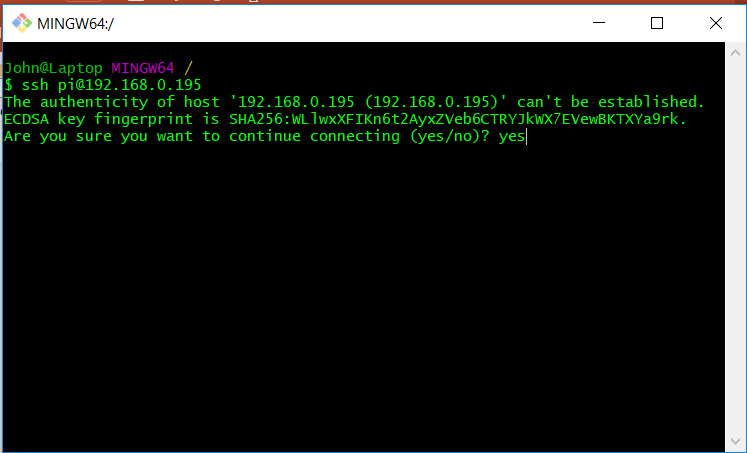 MINGW64:/
John@Laptop MINGW64 /
$ ssh pi@192.168.0.195
The authenticity of host '192.168.0.195 (192.168.0.195)' can't be established.
ECDSA key fingerprint is SHA256:WLlwxXFIKn6t2AyxZVeb6CTRYJkWX7EVewBKTXYa9rk.
Are you sure you want to continue connecting (yes/no)? yes